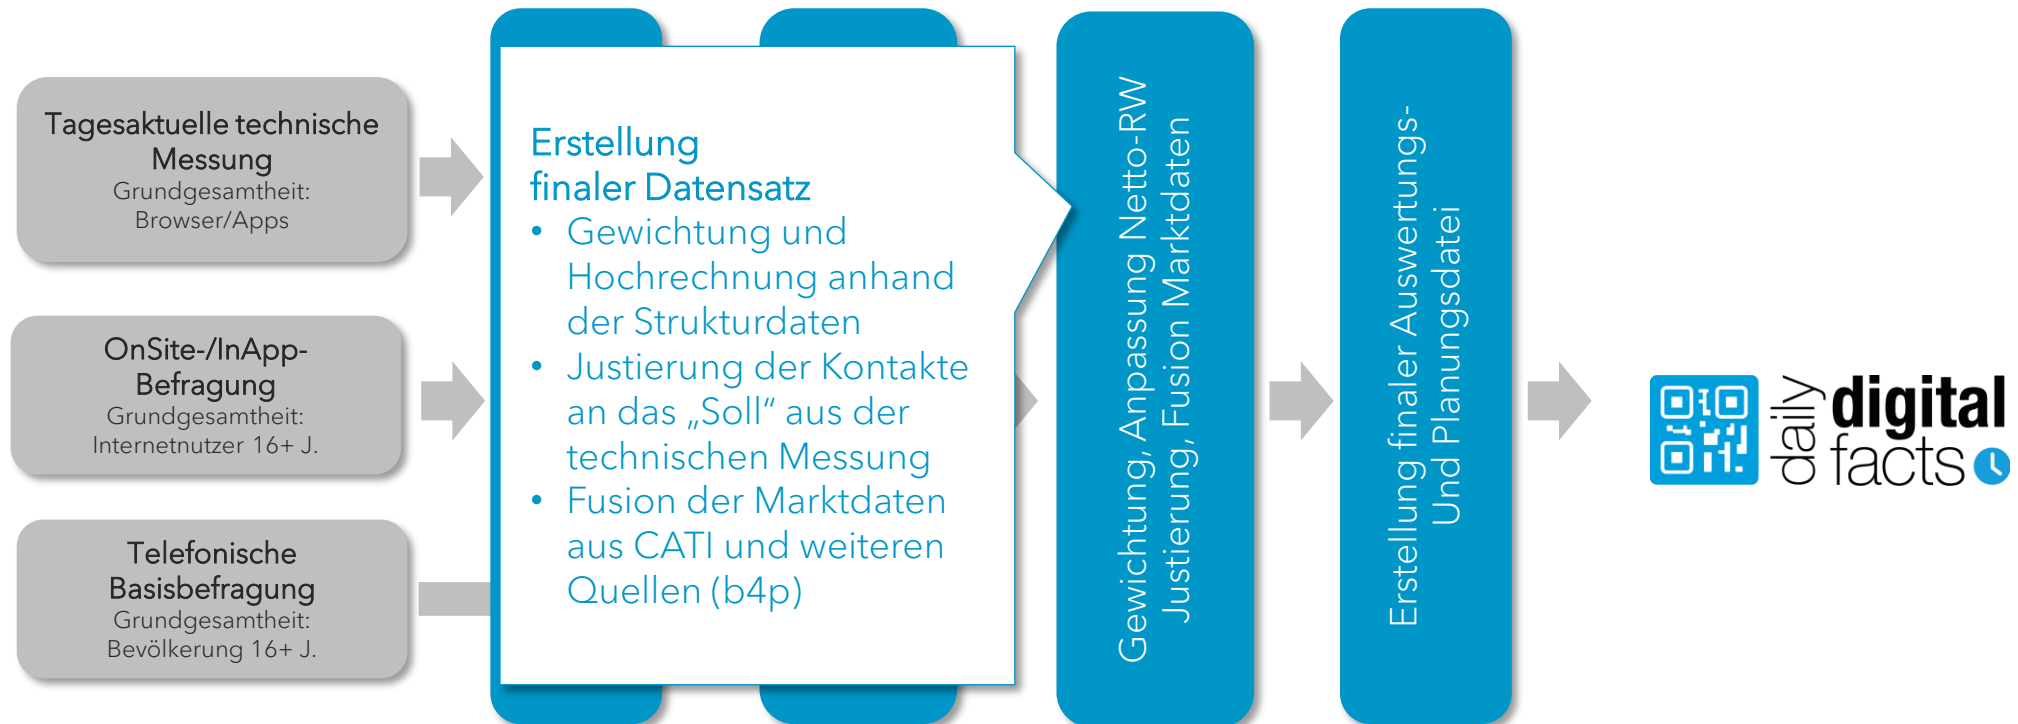 Tagesaktuelle technische
Messung
Grundgesamtheit:
Browser/Apps
OnSite-/InApp-
Befragung
Grundgesamtheit:
Internetnutzer 16+ J.
Telefonische
Basisbefragung
Grundgesamtheit:
Bevölkerung 16+ J.
Erstellung
finaler Datensatz
• Gewichtung und
Hochrechnung anhand
der Strukturdaten
• Justierung der Kontakte
an das „Soll“ aus der
technischen Messung
• Fusion der Marktdaten
aus CATI und weiteren
Quellen (b4p)
Gewichtung, Anpassung Netto-RW
Justierung, Fusion Marktdaten
Erstellung finaler Auswertungs-
Und Planungsdatei
daily
digital
facts